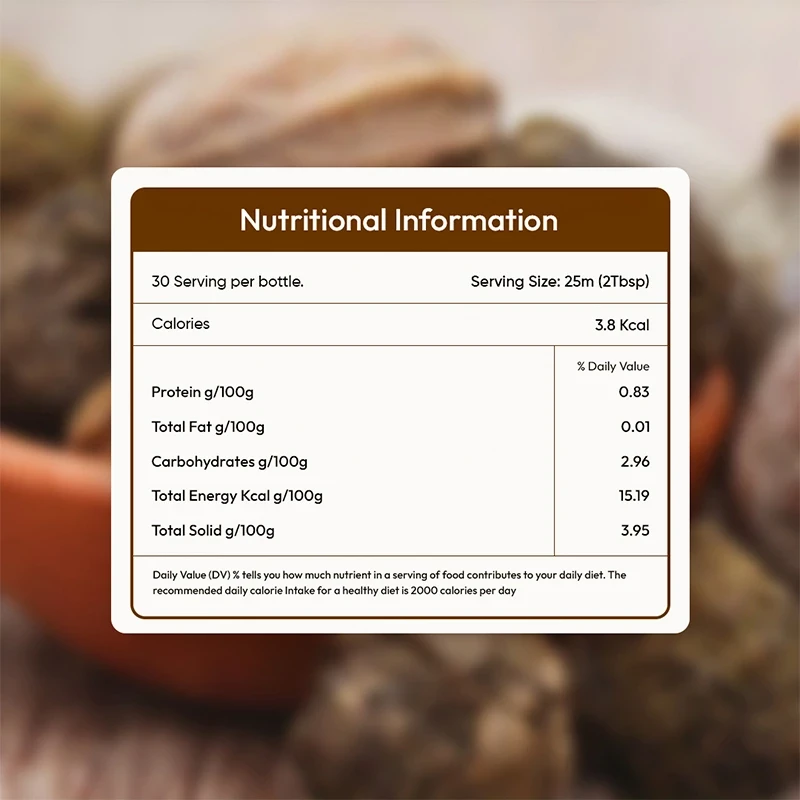 Nutritional Information
30 Serving per bottle. Serving Size: 25m (2Tbsp)
Calories 3.8 Kcal
% Daily Value
Protein g/100g 0.83
Total Fat g/100g 0.01
Carbohydrates g/100g 2.96
Total Energy Kcal g/100g 15.19
Total Solid g/100g 3.95
Daily Value (DV) % tells you how much nutrient in a serving of food contributes to your daily diet. The
recommended daily calorie Intake for a healthy diet is 2000 calories per day